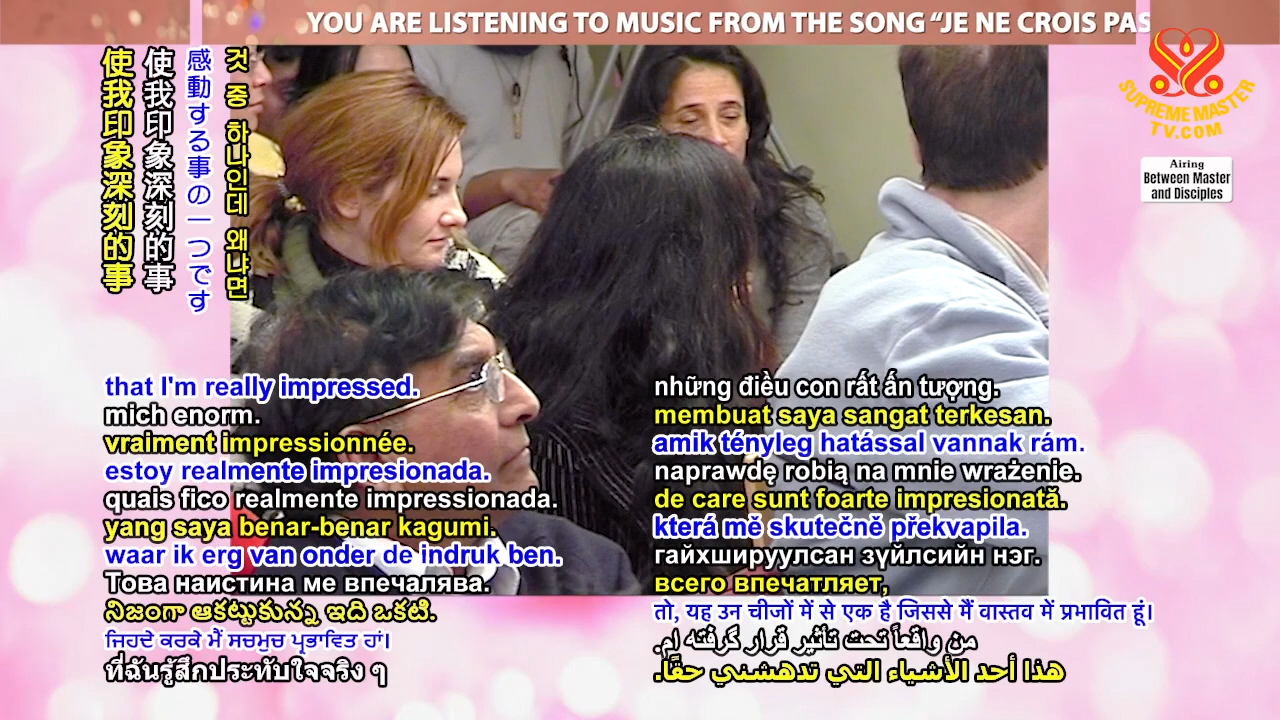 YOU ARE LISTENING TO MUSIC FROM THE SONG “JE NE CROIS PAS
SUPREME MASTER
TV.COM
Airing
Between Master
and Disciples
것 중 하나인데 왜냐면
感動する事の一つです
使我印象深刻的事
使我印象深刻的事
that I'm really impressed.
mich enorm.
vraiment impressionnée.
estoy realmente impresionada.
quais fico realmente impressionada.
yang saya benar-benar kagumi.
waar ik erg van onder de indruk ben.
Това наистина ме впечалява.
నిజంగా ఆకట్టుకున్న ఇది ఒకటి.
ਜਿਹਦੇ ਕਰਕੇ ਮੈਂ ਸਚਮੁਚ ਪ੍ਰਭਾਵਿਤ ਹਾਂ।
ที่ฉันรู้สึกประทับใจจริง ๆ
những điều con rất ấn tượng.
membuat saya sangat terkesan.
amik tényleg hatással vannak rám.
naprawdę robią na mnie wrażenie.
de care sunt foarte impresionată.
která mě skutečně překvapila.
гайхшируулсан зүйлсийн нэг.
всего впечатляет,
तो, यह उन चीजों में से एक है जिससे मैं वास्तव में प्रभावित हूं।
من واقعاً تحت تأثیر قرار گرفته ام.
هذا أحد الأشياء التي تدهشني حقًا.